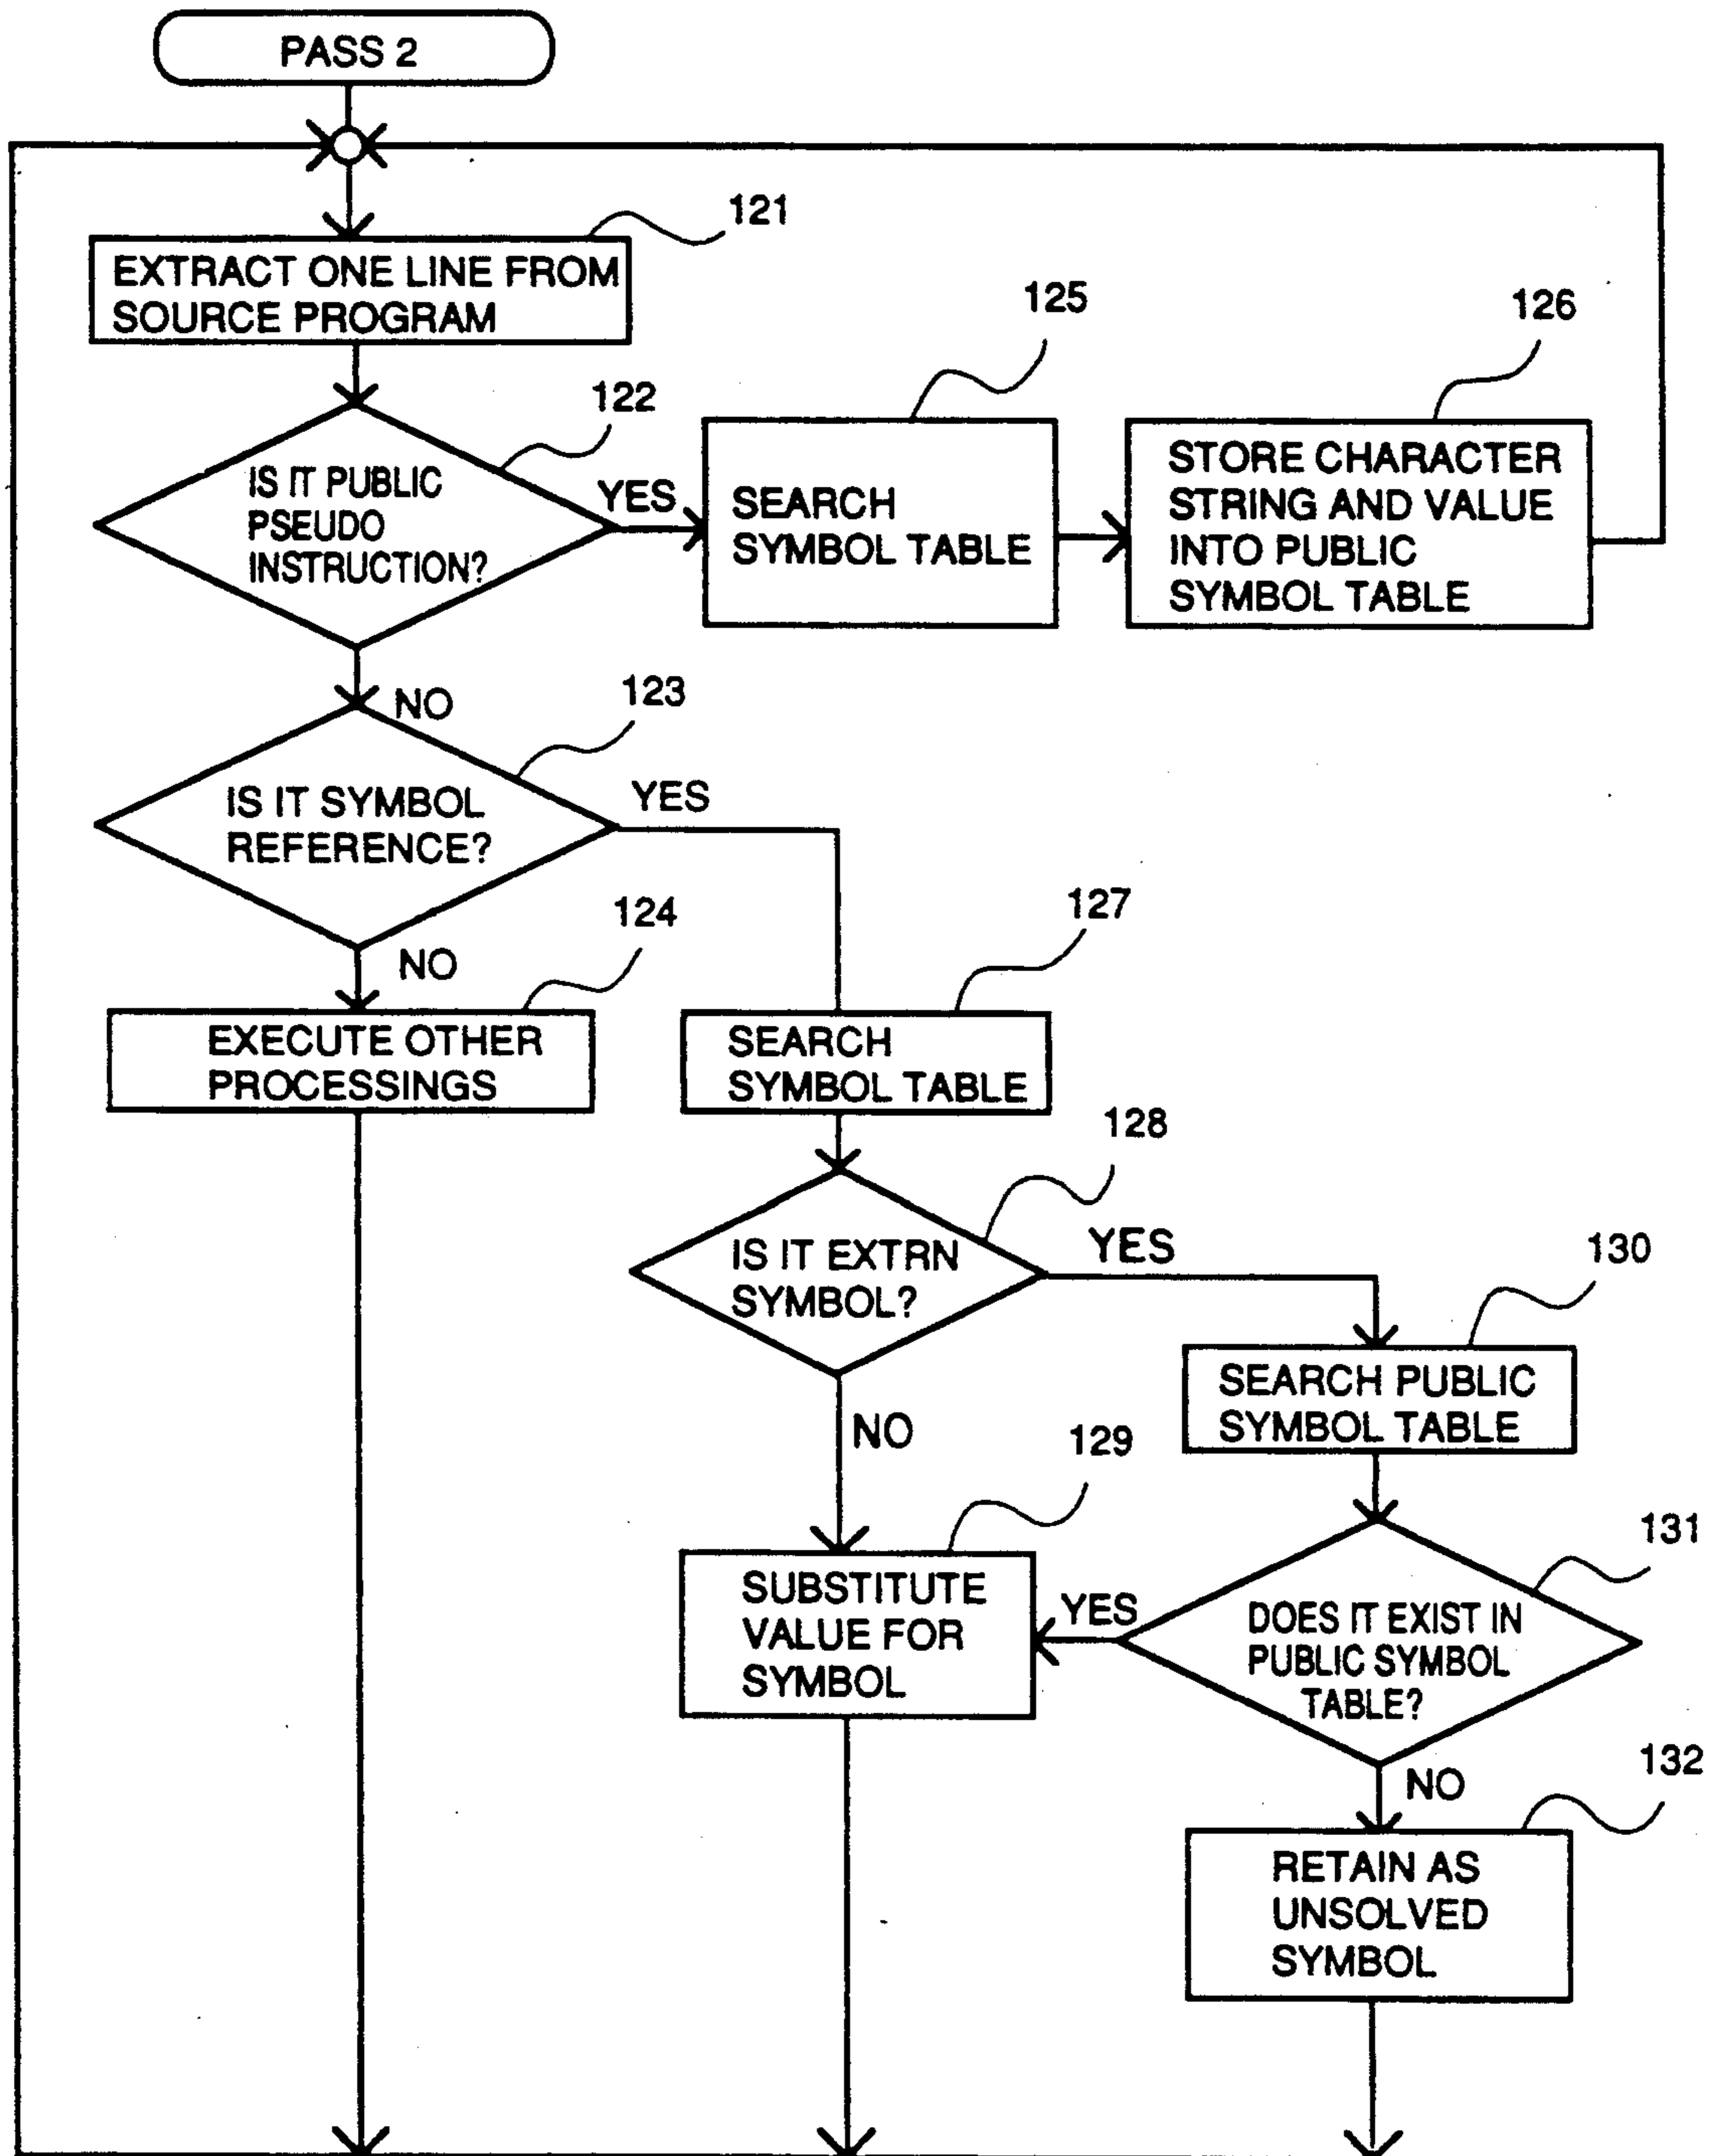 PASS 2
121
EXTRACT ONE LINE FROM
SOURCE PROGRAM
122
IS IT PUBLIC
PSEUDO
INSTRUCTION?
YES
125
SEARCH
SYMBOL TABLE
126
STORE CHARACTER
STRING AND VALUE
INTO PUBLIC
SYMBOL TABLE
NO
123
IS IT SYMBOL
REFERENCE?
YES
NO
124
EXECUTE OTHER
PROCESSINGS
127
SEARCH
SYMBOL TABLE
128
IS IT EXTRN
SYMBOL?
YES
130
SEARCH PUBLIC
SYMBOL TABLE
NO
129
SUBSTITUTE
VALUE FOR
SYMBOL
YES
131
DOES IT EXIST IN
PUBLIC SYMBOL
TABLE?
NO
132
RETAIN AS
UNSOLVED
SYMBOL